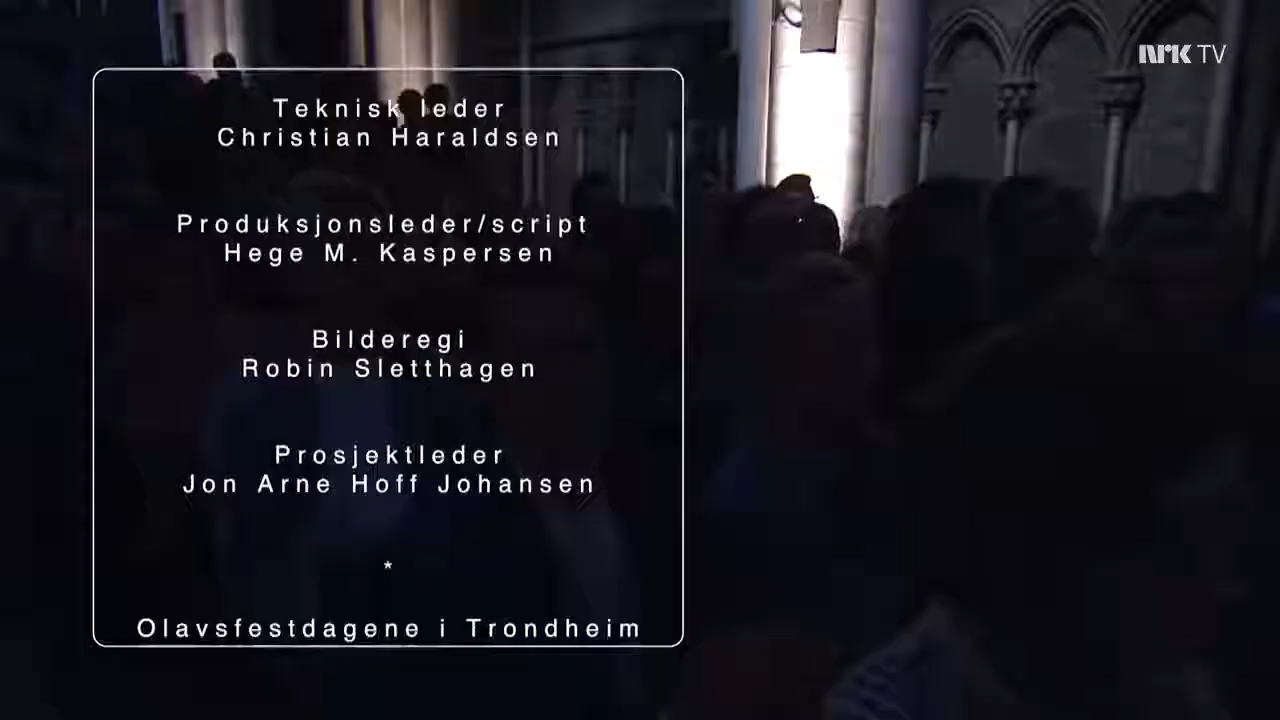 NRK TV
Teknisk leder
Christian Haraldsen
Produksjonsleder/script
Hege M. Kaspersen
Bilderegi
Robin Sletthagen
Prosjektleder
Jon Arne Hoff Johansen
*
Olavsfestdagene i Trondheim